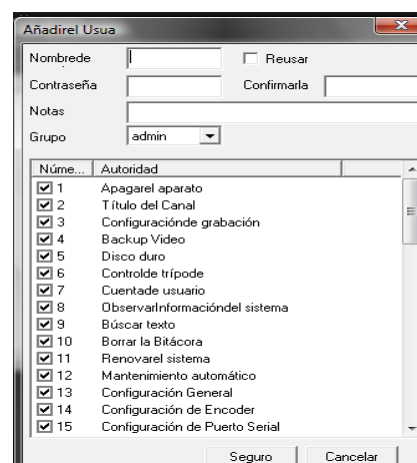 Añadirel Usua
Nombrede
Reusar
Contraseña
Confirmarla
Notas
Grupo
admin
Núme... Autoridad
1 Apagarel aparato
2 Título del Canal
3 Configuraciónde grabación
4 Backup Video
5 Disco duro
6 Controlde trípode
7 Cuentade usuario
8 ObservarInformacióndel sistema
9 Búscar texto
10 Borrar la Bitácora
11 Renovarel sistema
12 Mantenimiento automático
13 Configuración General
14 Configuración de Encoder
15 Configuración de Puerto Serial
Seguro Cancelar